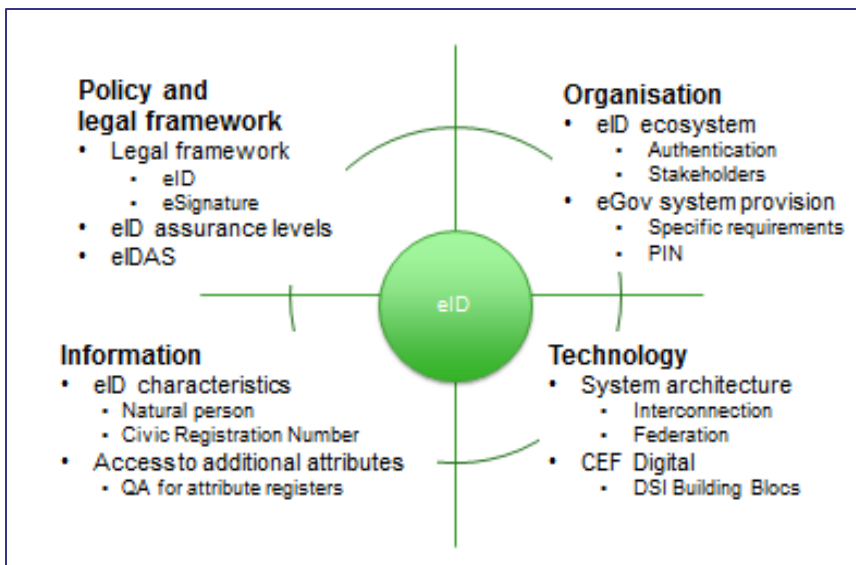 Policy and
legal framework
• Legal framework
▪ eID
▪ eSignature
• eID assurance levels
• eIDAS
Organisation
• eID ecosystem
▪ Authentication
▪ Stakeholders
• eGov system provision
▪ Specific requirements
▪ PIN
eID
Information
• eID characteristics
▪ Natural person
▪ Civic Registration Number
• Access to additional attributes
▪ QA for attribute registers
Technology
• System architecture
▪ Interconnection
▪ Federation
• CEF Digital
▪ DSI Building Blocs